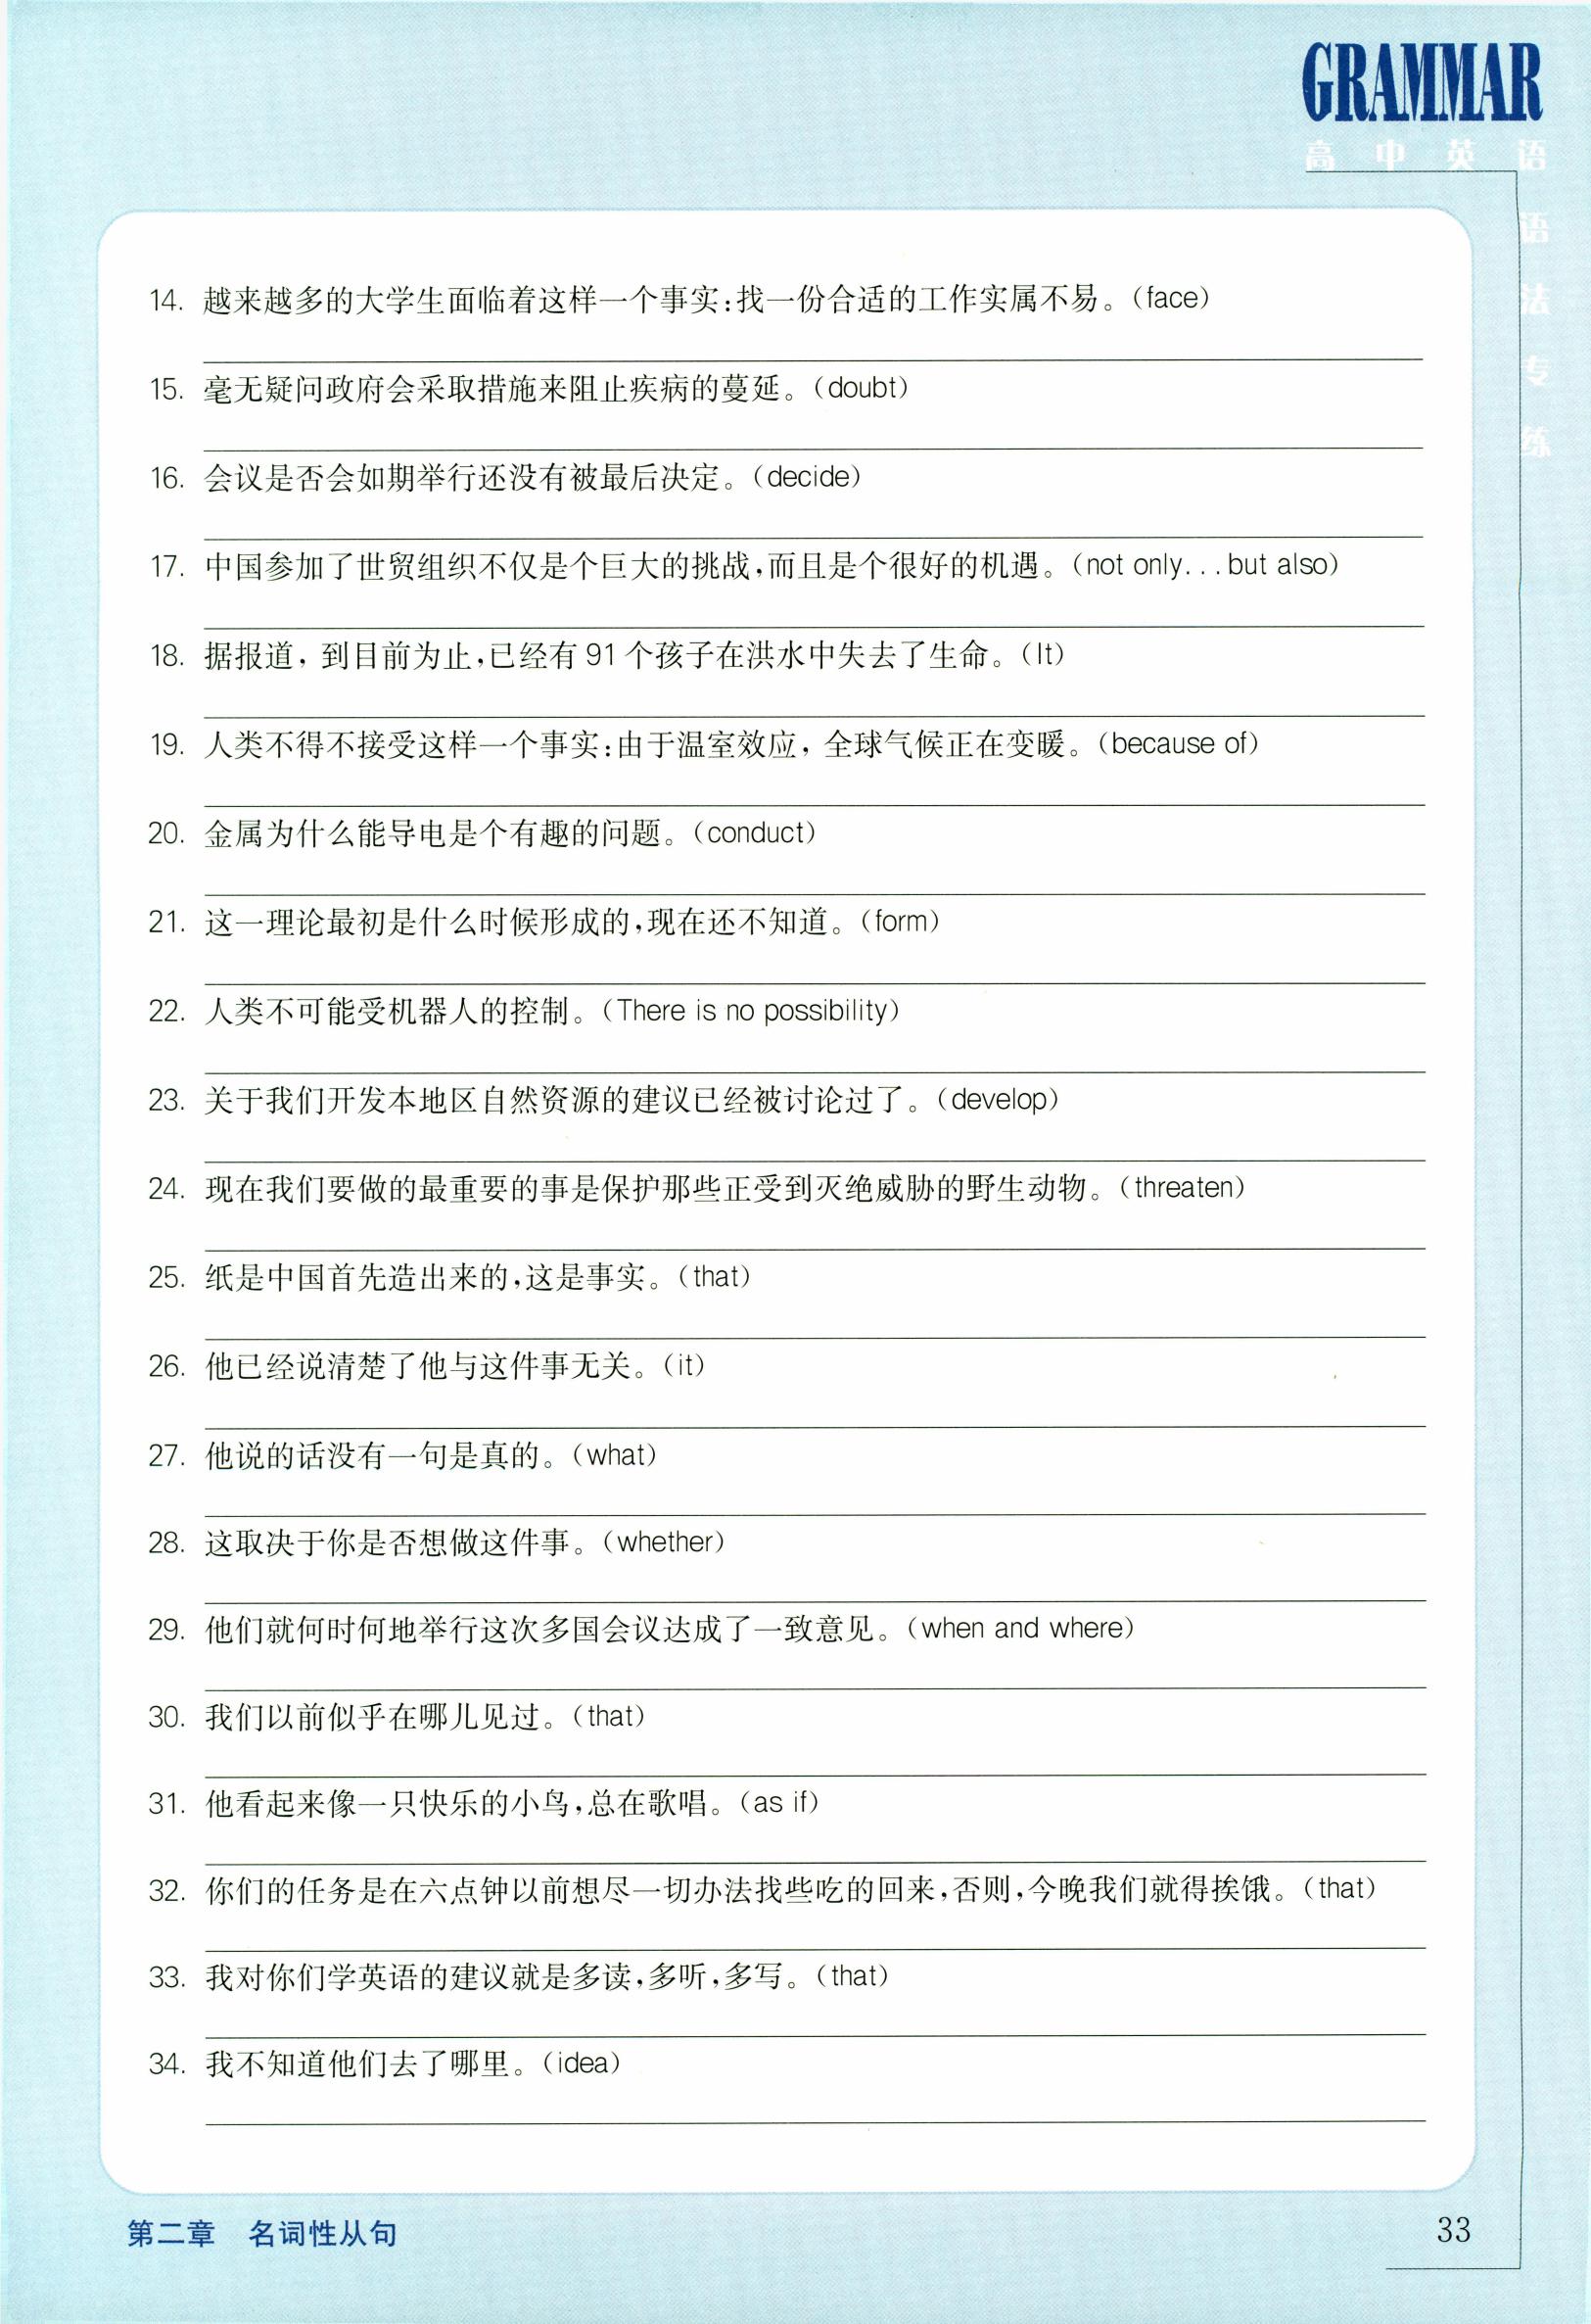 GRAMMAR
高中英语
语
法
专
练
14. 越来越多的大学生面临着这样一个事实:找一份合适的工作实属不易。(face)
15. 毫无疑问政府会采取措施来阻止疾病的蔓延。(doubt)
16. 会议是否会如期举行还没有被最后决定。(decide)
17. 中国参加了世贸组织不仅是个巨大的挑战,而且是个很好的机遇。(not only...but also)
18. 据报道, 到目前为止,已经有 91 个孩子在洪水中失去了生命。(It)
19. 人类不得不接受这样一个事实:由于温室效应, 全球气候正在变暖。(because of)
20. 金属为什么能导电是个有趣的问题。(conduct)
21. 这一理论最初是什么时候形成的,现在还不知道。(form)
22. 人类不可能受机器人的控制。(There is no possibility)
23. 关于我们开发本地区自然资源的建议已经被讨论过了。(develop)
24. 现在我们要做的最重要的事是保护那些正受到灭绝威胁的野生动物。(threaten)
25. 纸是中国首先造出来的,这是事实。(that)
26. 他已经说清楚了他与这件事无关。(it)
27. 他说的话没有一句是真的。(what)
28. 这取决于你是否想做这件事。(whether)
29. 他们就何时何地举行这次多国会议达成了一致意见。(when and where)
30. 我们以前似乎在哪儿见过。(that)
31. 他看起来像一只快乐的小鸟,总在歌唱。(as if)
32. 你们的任务是在六点钟以前想尽一切办法找些吃的回来,否则,今晚我们就得挨饿。(that)
33. 我对你们学英语的建议就是多读,多听,多写。(that)
34. 我不知道他们去了哪里。(idea)
第二章 名词性从句
33